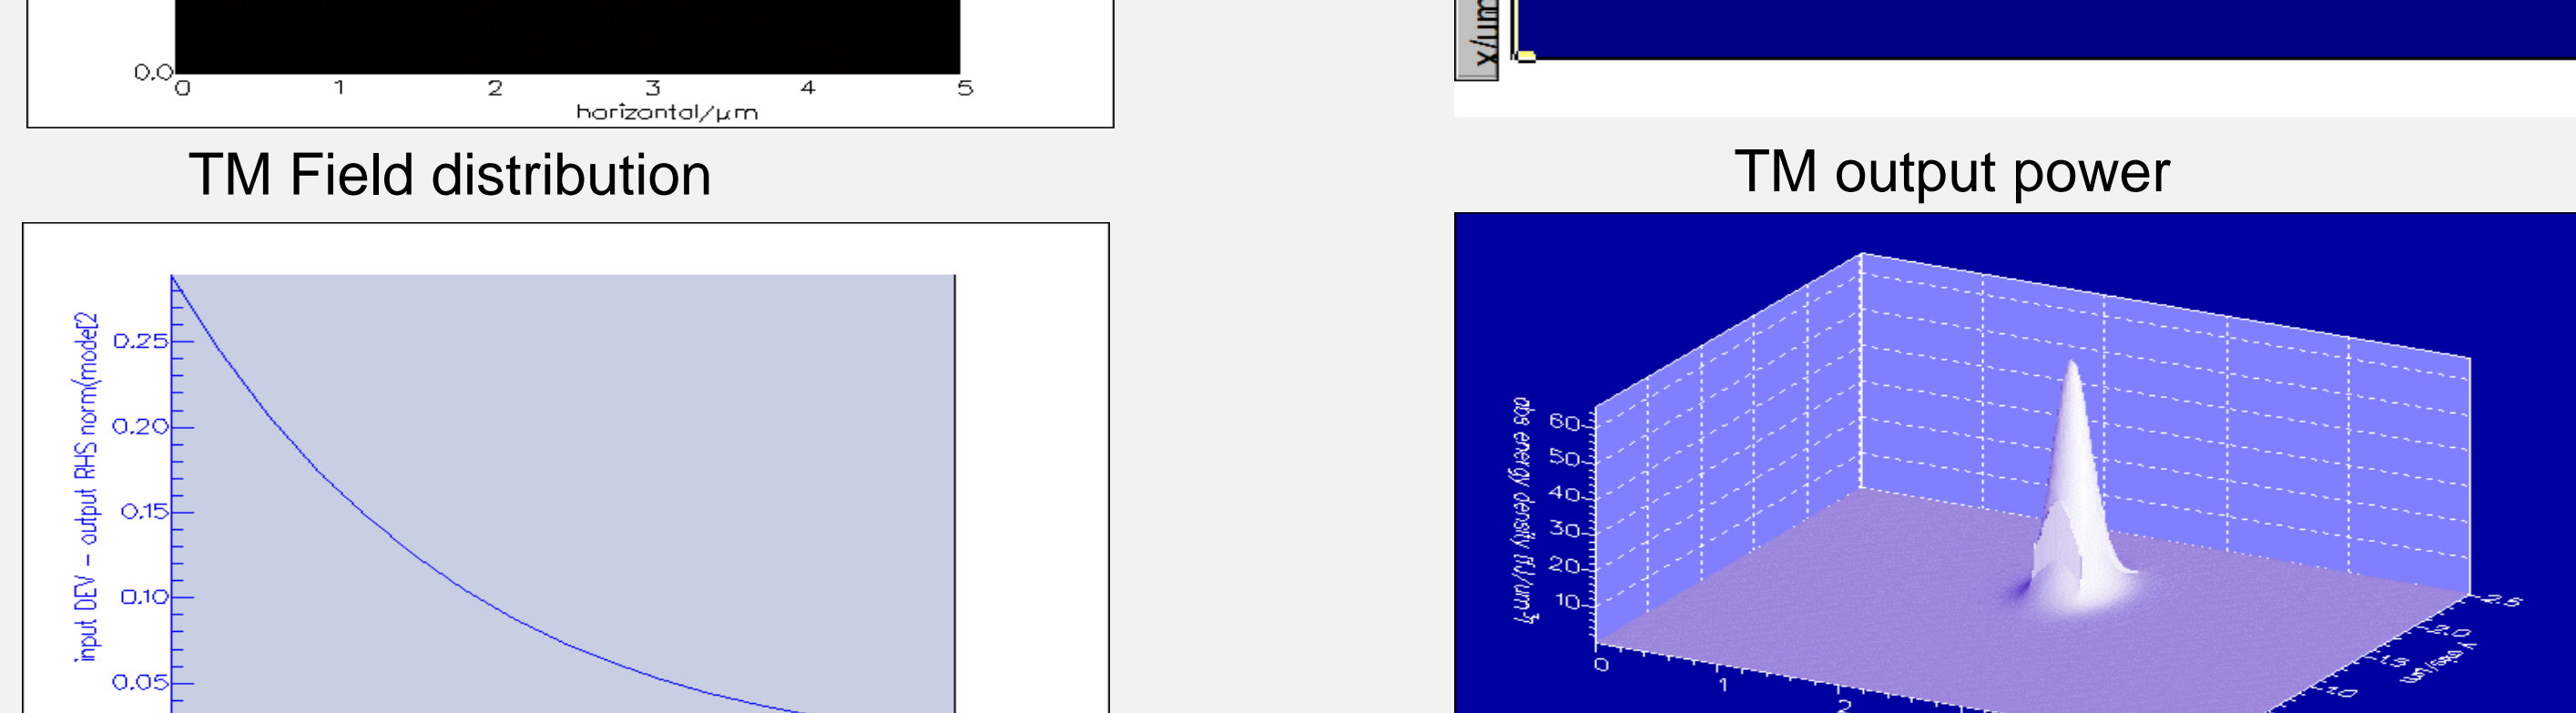 0.0
0 1 2 3 4 5
horizontal/μm
x/um
TM Field distribution
TM output power
input DEV - output RHS norm(mode[2
0.25
0.20
0.15
0.10
0.05
abs energy density (fJ/um³)
60
50
40
30
20
10
0
1
2
2.5
2.0
1.5
1.0